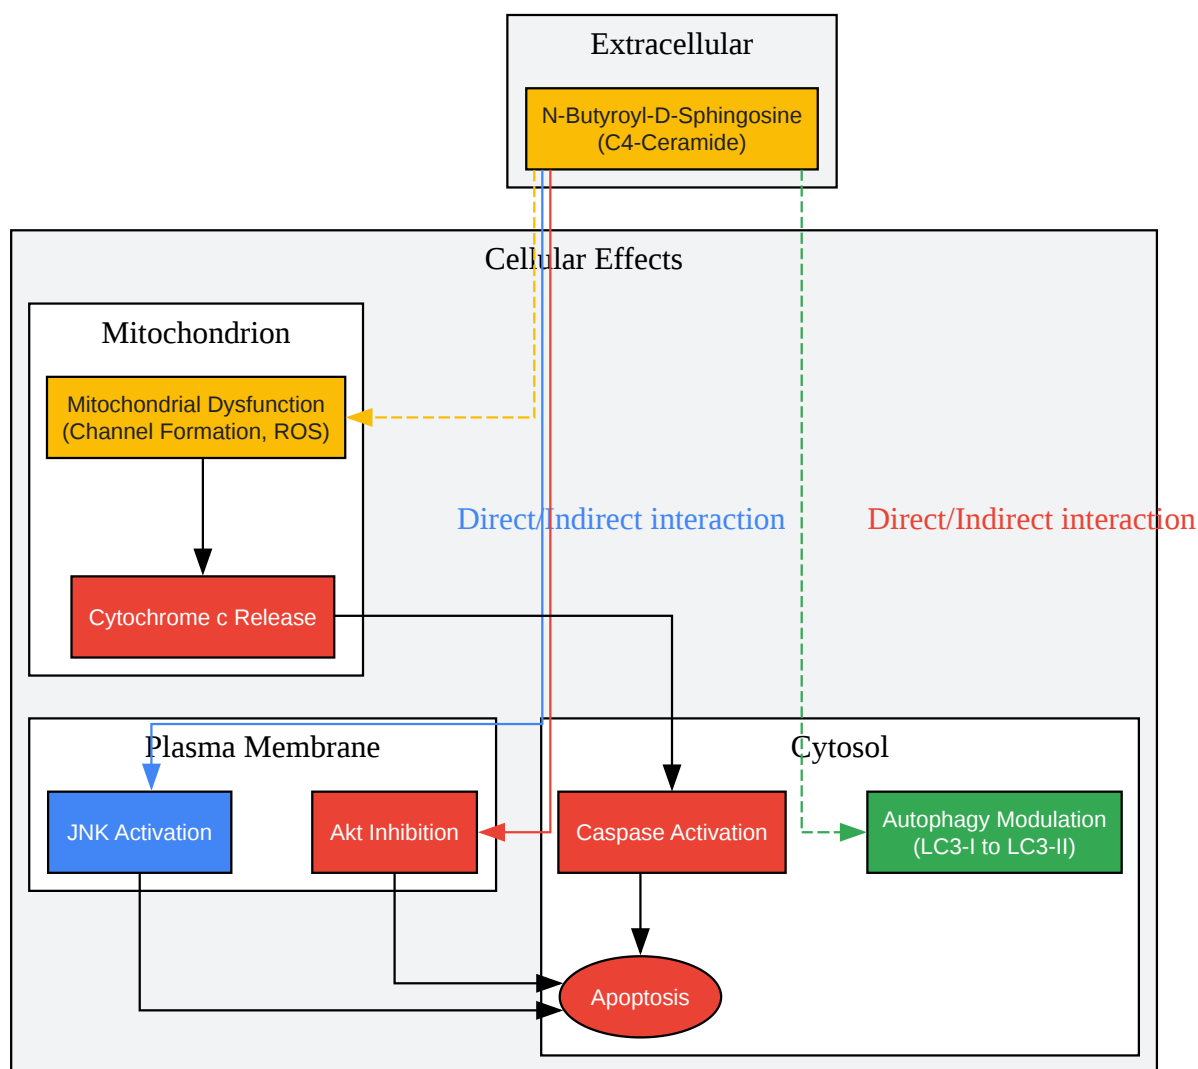 Extracellular
N-Butyroyl-D-Sphingosine
(C4-Ceramide)
Cellular Effects
Mitochondrion
Mitochondrial Dysfunction
(Channel Formation, ROS)
Direct/Indirect interaction
Direct/Indirect interaction
Cytochrome c Release
Plasma Membrane
JNK Activation
Akt Inhibition
Cytosol
Caspase Activation
Autophagy Modulation
(LC3-I to LC3-II)
Apoptosis